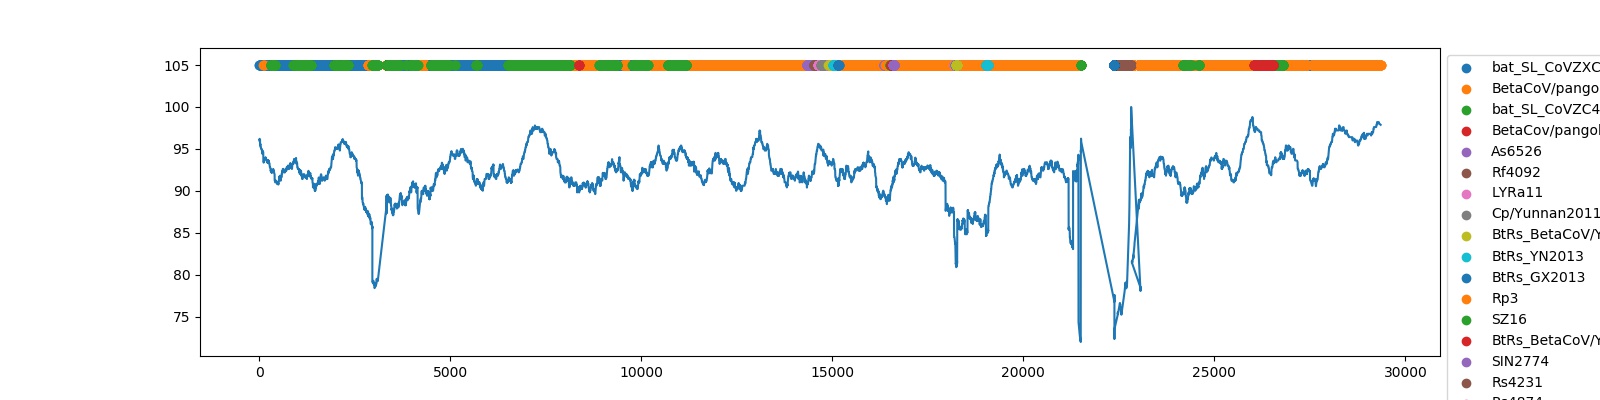 105
100
95
90
85
80
75
0
5000
10000
15000
20000
25000
30000
bat_SL_CoVZXC
BetaCoV/pango
bat_SL_CoVZC4
BetaCov/pangol
As6526
Rf4092
LYRa11
Cp/Yunnan2011
BtRs_BetaCoV/Y
BtRs_YN2013
BtRs_GX2013
Rp3
SZ16
BtRs_BetaCoV/Y
SIN2774
Rs4231